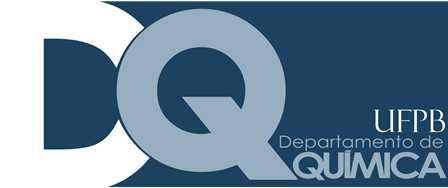 DQ
UFPB
Departamento de
QUÍMICA